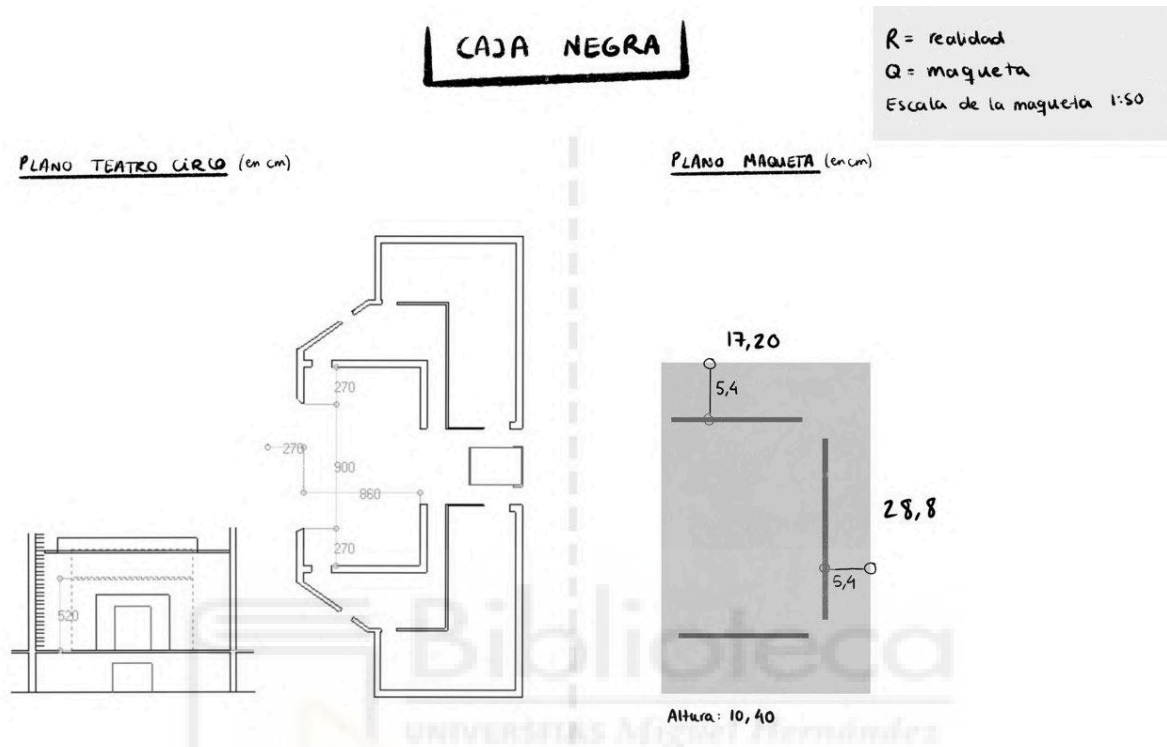 CAJA NEGRA
R = realidad
Q = maqueta
Escala de la maqueta 1:50
PLANO TEATRO CIRCO (en cm)
PLANO MAQUETA (en cm)
270
270
900
860
270
520
17,20
5,4
28,8
5,4
Altura: 10,40
Biblioteca
UNIVERSITAS Miguel Hernández